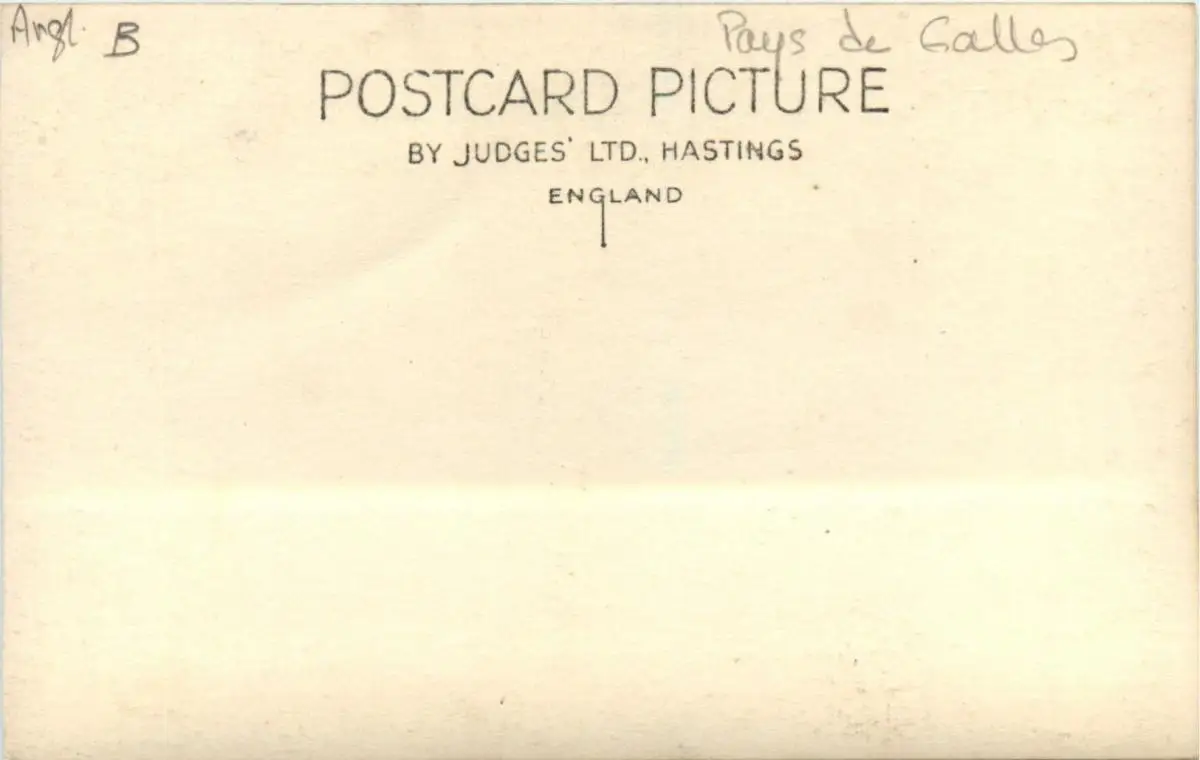 Angl. B
Pays de Galles
POSTCARD PICTURE
BY JUDGES' LTD., HASTINGS
ENGLAND